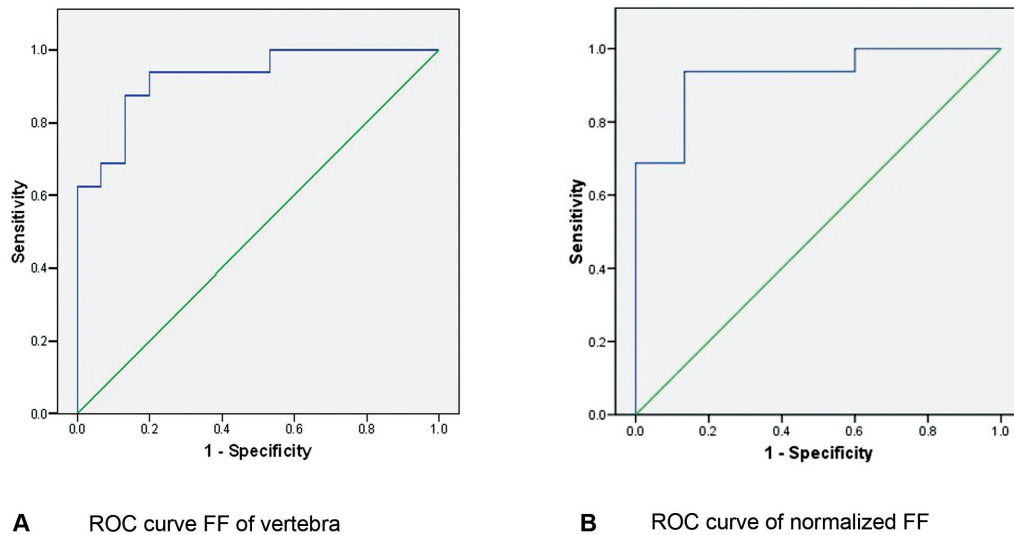 1.0
0.8
0.6
0.4
0.2
0.0
Sensitivity
0.0 0.2 0.4 0.6 0.8 1.0
1 - Specificity
A ROC curve FF of vertebra
1.0
0.8
0.6
0.4
0.2
0.0
Sensitivity
0.0 0.2 0.4 0.6 0.8 1.0
1 - Specificity
B ROC curve of normalized FF